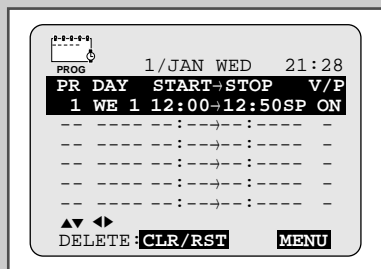 PROG 1/JAN WED 21:28
PR DAY START→STOP V/P
1 WE 1 12:00→12:50SP ON
-- --- --:--→--:---- -
-- --- --:--→--:---- -
-- --- --:--→--:---- -
-- --- --:--→--:---- -
-- --- --:--→--:---- -
▲▼ ◀▶
DELETE:CLR/RST MENU